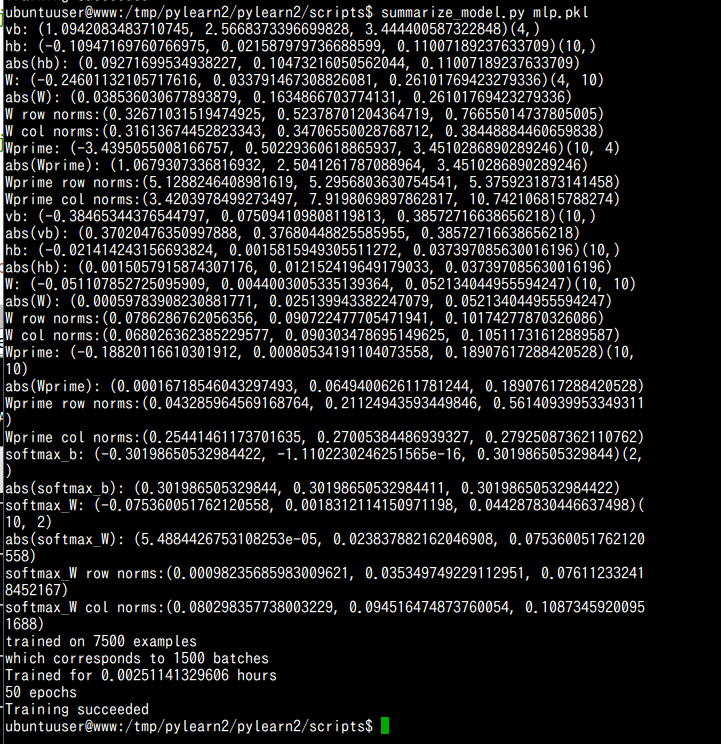 ubuntuuser@www:/tmp/pylearn2/pylearn2/scripts$ summarize_model.py mlp.pkl
vb: (1.0942083483710745, 2.5668373396699828, 3.444400587322848)(4,)
hb: (-0.10947169760766975, 0.021587979736688599, 0.11007189237633709)(10,)
abs(hb): (0.09271699534938227, 0.10473216050562044, 0.11007189237633709)
W: (-0.24601132105717616, 0.033791467308826081, 0.26101769423279336)(4, 10)
abs(W): (0.038536030677893879, 0.1634866703774131, 0.26101769423279336)
W row norms:(0.32671031519474925, 0.52378701204364719, 0.76655014737805005)
W col norms:(0.31613674452823343, 0.34706550028768712, 0.38448884460659838)
Wprime: (-3.4395055008166757, 0.50229360618865937, 3.4510286890289246)(10, 4)
abs(Wprime): (1.0679307336816932, 2.5041261787088964, 3.4510286890289246)
Wprime row norms:(5.1288246408981619, 5.2956803630754541, 5.3759231873141458)
Wprime col norms:(3.4203978499273497, 7.9198069897862817, 10.742106815788274)
vb: (-0.38465344376544797, 0.075094109808119813, 0.38572716638656218)(10,)
abs(vb): (0.37020476350997888, 0.37680448825585955, 0.38572716638656218)
hb: (-0.021414243156693824, 0.0015815949305511272, 0.037397085630016196)(10,)
abs(hb): (0.0015057915874307176, 0.012152419649179033, 0.037397085630016196)
W: (-0.051107852725095909, 0.0044003005335139364, 0.052134044955594247)(10, 10)
abs(W): (0.00059783908230881771, 0.025139943382247079, 0.052134044955594247)
W row norms:(0.0786286762056356, 0.090722477705471941, 0.10174277870326086)
W col norms:(0.068026362385229577, 0.090303478695149625, 0.10511731612889587)
Wprime: (-0.18820116610301912, 0.00080534191104073558, 0.18907617288420528)(10,
10)
abs(Wprime): (0.00016718546043297493, 0.064940062611781244, 0.18907617288420528)
Wprime row norms:(0.043285964569168764, 0.21124943593449846, 0.56140939953349311
)
Wprime col norms:(0.25441461173701635, 0.27005384486939327, 0.27925087362110762)
softmax_b: (-0.30198650532984422, -1.1102230246251565e-16, 0.301986505329844)(2,
)
abs(softmax_b): (0.301986505329844, 0.30198650532984411, 0.30198650532984422)
softmax_W: (-0.075360051762120558, 0.0018312114150971198, 0.044287830446637498)(
10, 2)
abs(softmax_W): (5.4884426753108253e-05, 0.023837882162046908, 0.075360051762120
558)
softmax_W row norms:(0.00098235685983009621, 0.035349749229112951, 0.07611233241
8452167)
softmax_W col norms:(0.080298357738003229, 0.094516474873760054, 0.1087345920095
1688)
trained on 7500 examples
which corresponds to 1500 batches
Trained for 0.00251141329606 hours
50 epochs
Training succeeded
ubuntuuser@www:/tmp/pylearn2/pylearn2/scripts$